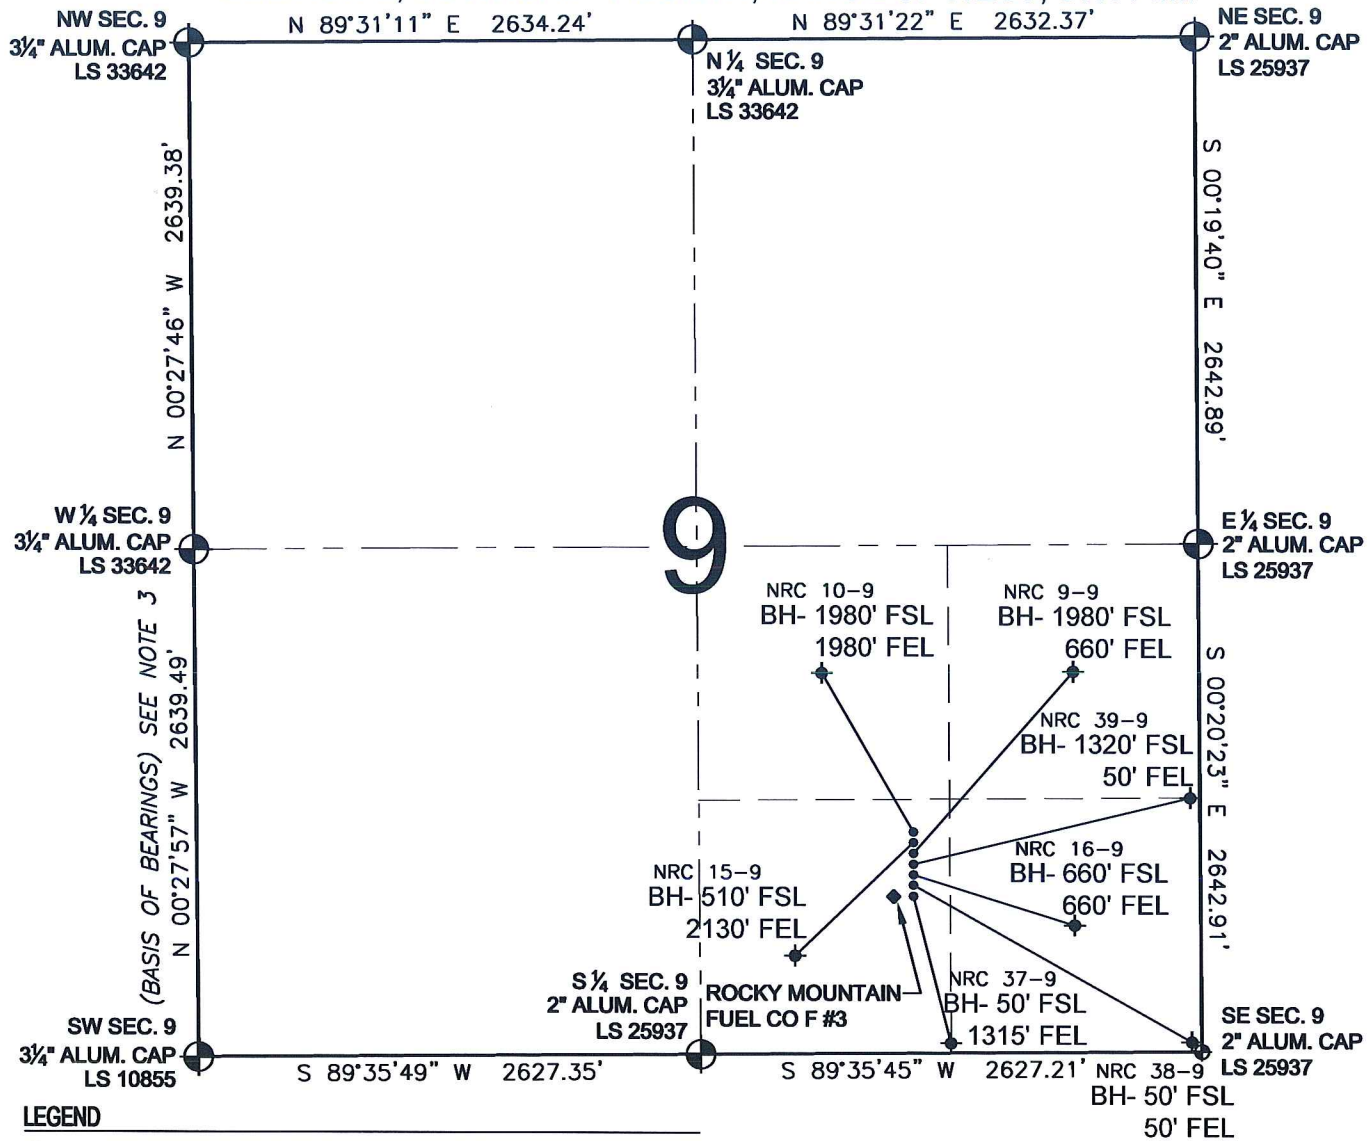 NW SEC. 9
3¼" ALUM. CAP
LS 33642
N 89°31'11" E 2634.24'
N 89°31'22" E 2632.37'
NE SEC. 9
2" ALUM. CAP
LS 25937
N ¼ SEC. 9
3¼" ALUM. CAP
LS 33642
N 00°27'46" W 2639.38'
S 00°19'40" E 2642.89'
W ¼ SEC. 9
3¼" ALUM. CAP
LS 33642
9
E ¼ SEC. 9
2" ALUM. CAP
LS 25937
NRC 10-9
BH- 1980' FSL
1980' FEL
NRC 9-9
BH- 1980' FSL
660' FEL
(BASIS OF BEARINGS) SEE NOTE 3
N 00°27'57" W 2639.49'
S 00°20'23" E 2642.91'
NRC 39-9
BH- 1320' FSL
50' FEL
NRC 16-9
BH- 660' FSL
660' FEL
NRC 15-9
BH- 510' FSL
2130' FEL
ROCKY MOUNTAIN
FUEL CO F #3
NRC 37-9
BH- 50' FSL
1315' FEL
S ¼ SEC. 9
2" ALUM. CAP
LS 25937
SW SEC. 9
3¼" ALUM. CAP
LS 10855
SE SEC. 9
2" ALUM. CAP
LS 25937
S 89°35'49" W 2627.35'
S 89°35'45" W 2627.21'
NRC 38-9
BH- 50' FSL
50' FEL
LEGEND